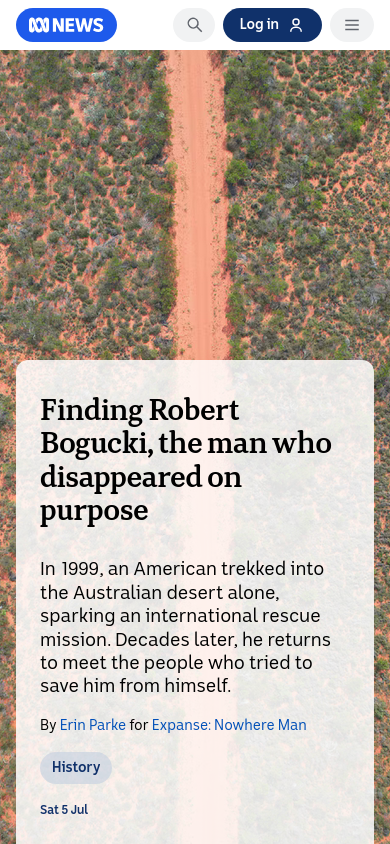 NEWS
Log in
Finding Robert
Bogucki, the man who
disappeared on
purpose
In 1999, an American trekked into
the Australian desert alone,
sparking an international rescue
mission. Decades later, he returns
to meet the people who tried to
save him from himself.
By Erin Parke for Expanse: Nowhere Man
History
Sat 5 Jul